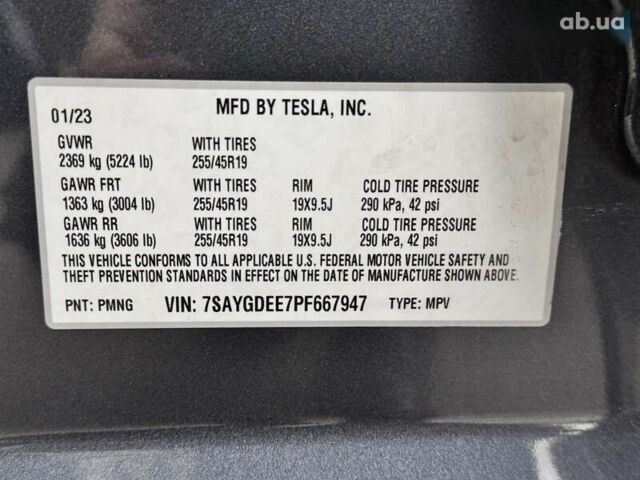 ab.ua
MFD BY TESLA, INC.
01/23
GVWR WITH TIRES
2369 kg (5224 lb) 255/45R19
GAWR FRT WITH TIRES RIM COLD TIRE PRESSURE
1363 kg (3004 lb) 255/45R19 19X9.5J 290 kPa, 42 psi
GAWR RR WITH TIRES RIM COLD TIRE PRESSURE
1636 kg (3606 lb) 255/45R19 19X9.5J 290 kPa, 42 psi
THIS VEHICLE CONFORMS TO ALL APPLICABLE U.S. FEDERAL MOTOR VEHICLE SAFETY AND
THEFT PREVENTION STANDARDS IN EFFECT ON THE DATE OF MANUFACTURE SHOWN ABOVE.
PNT: PMNG VIN: 7SAYGDEE7PF667947 TYPE: MPV